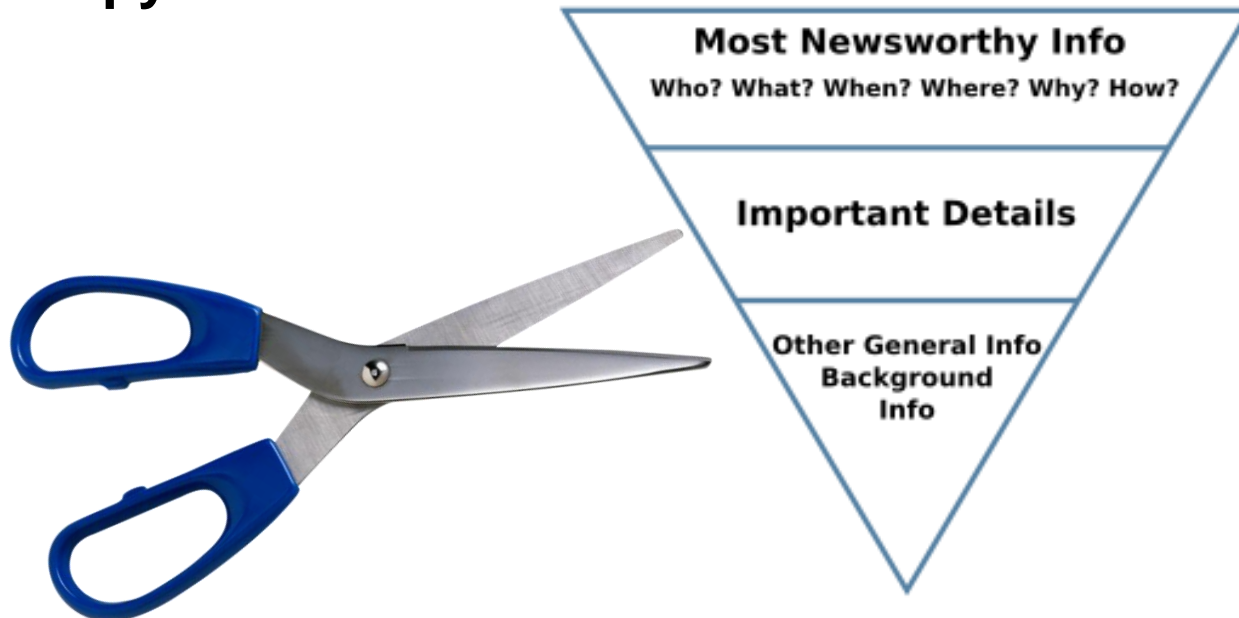 Most Newsworthy Info
Who? What? When? Where? Why? How?
Important Details
Other General Info
Background
Info